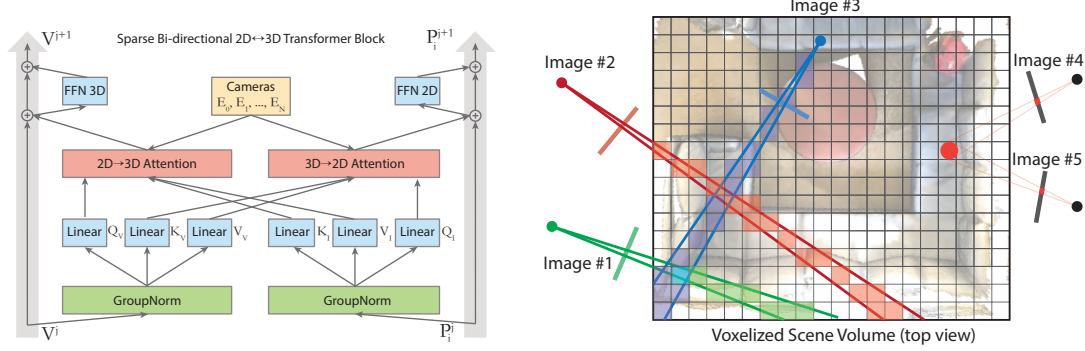 Sparse Bi-directional 2D↔3D Transformer Block
V^{j+1}
P_i^{j+1}
FFN 3D
Cameras
E_0, E_1, ..., E_N
FFN 2D
2D→3D Attention
3D→2D Attention
Linear Q_V
Linear K_V
Linear V_V
Linear K_I
Linear V_I
Linear Q_I
GroupNorm
GroupNorm
V^j
P_i^j
Image #3
Image #2
Image #4
Image #5
Image #1
Voxelized Scene Volume (top view)